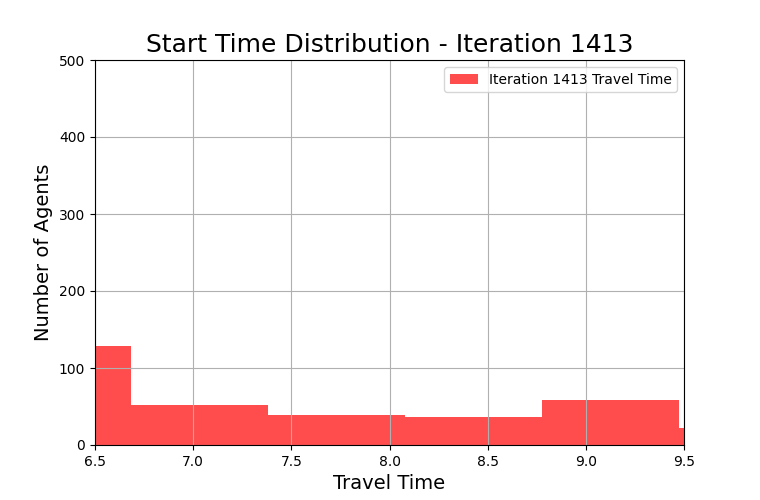 Start Time Distribution - Iteration 1413
Iteration 1413 Travel Time
Number of Agents
500
400
300
200
100
0
6.5 7.0 7.5 8.0 8.5 9.0 9.5
Travel Time